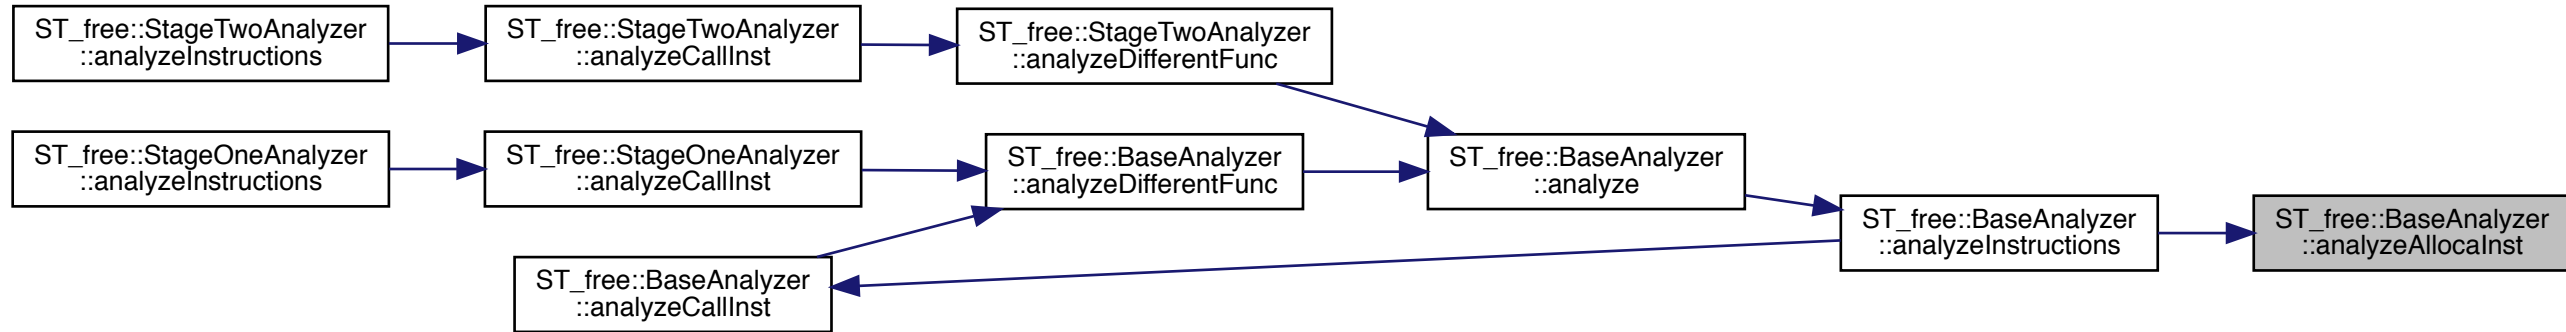 ST_free::StageTwoAnalyzer
::analyzeInstructions
ST_free::StageTwoAnalyzer
::analyzeCallInst
ST_free::StageTwoAnalyzer
::analyzeDifferentFunc
ST_free::StageOneAnalyzer
::analyzeInstructions
ST_free::StageOneAnalyzer
::analyzeCallInst
ST_free::BaseAnalyzer
::analyzeDifferentFunc
ST_free::BaseAnalyzer
::analyze
ST_free::BaseAnalyzer
::analyzeInstructions
ST_free::BaseAnalyzer
::analyzeAllocaInst
ST_free::BaseAnalyzer
::analyzeCallInst